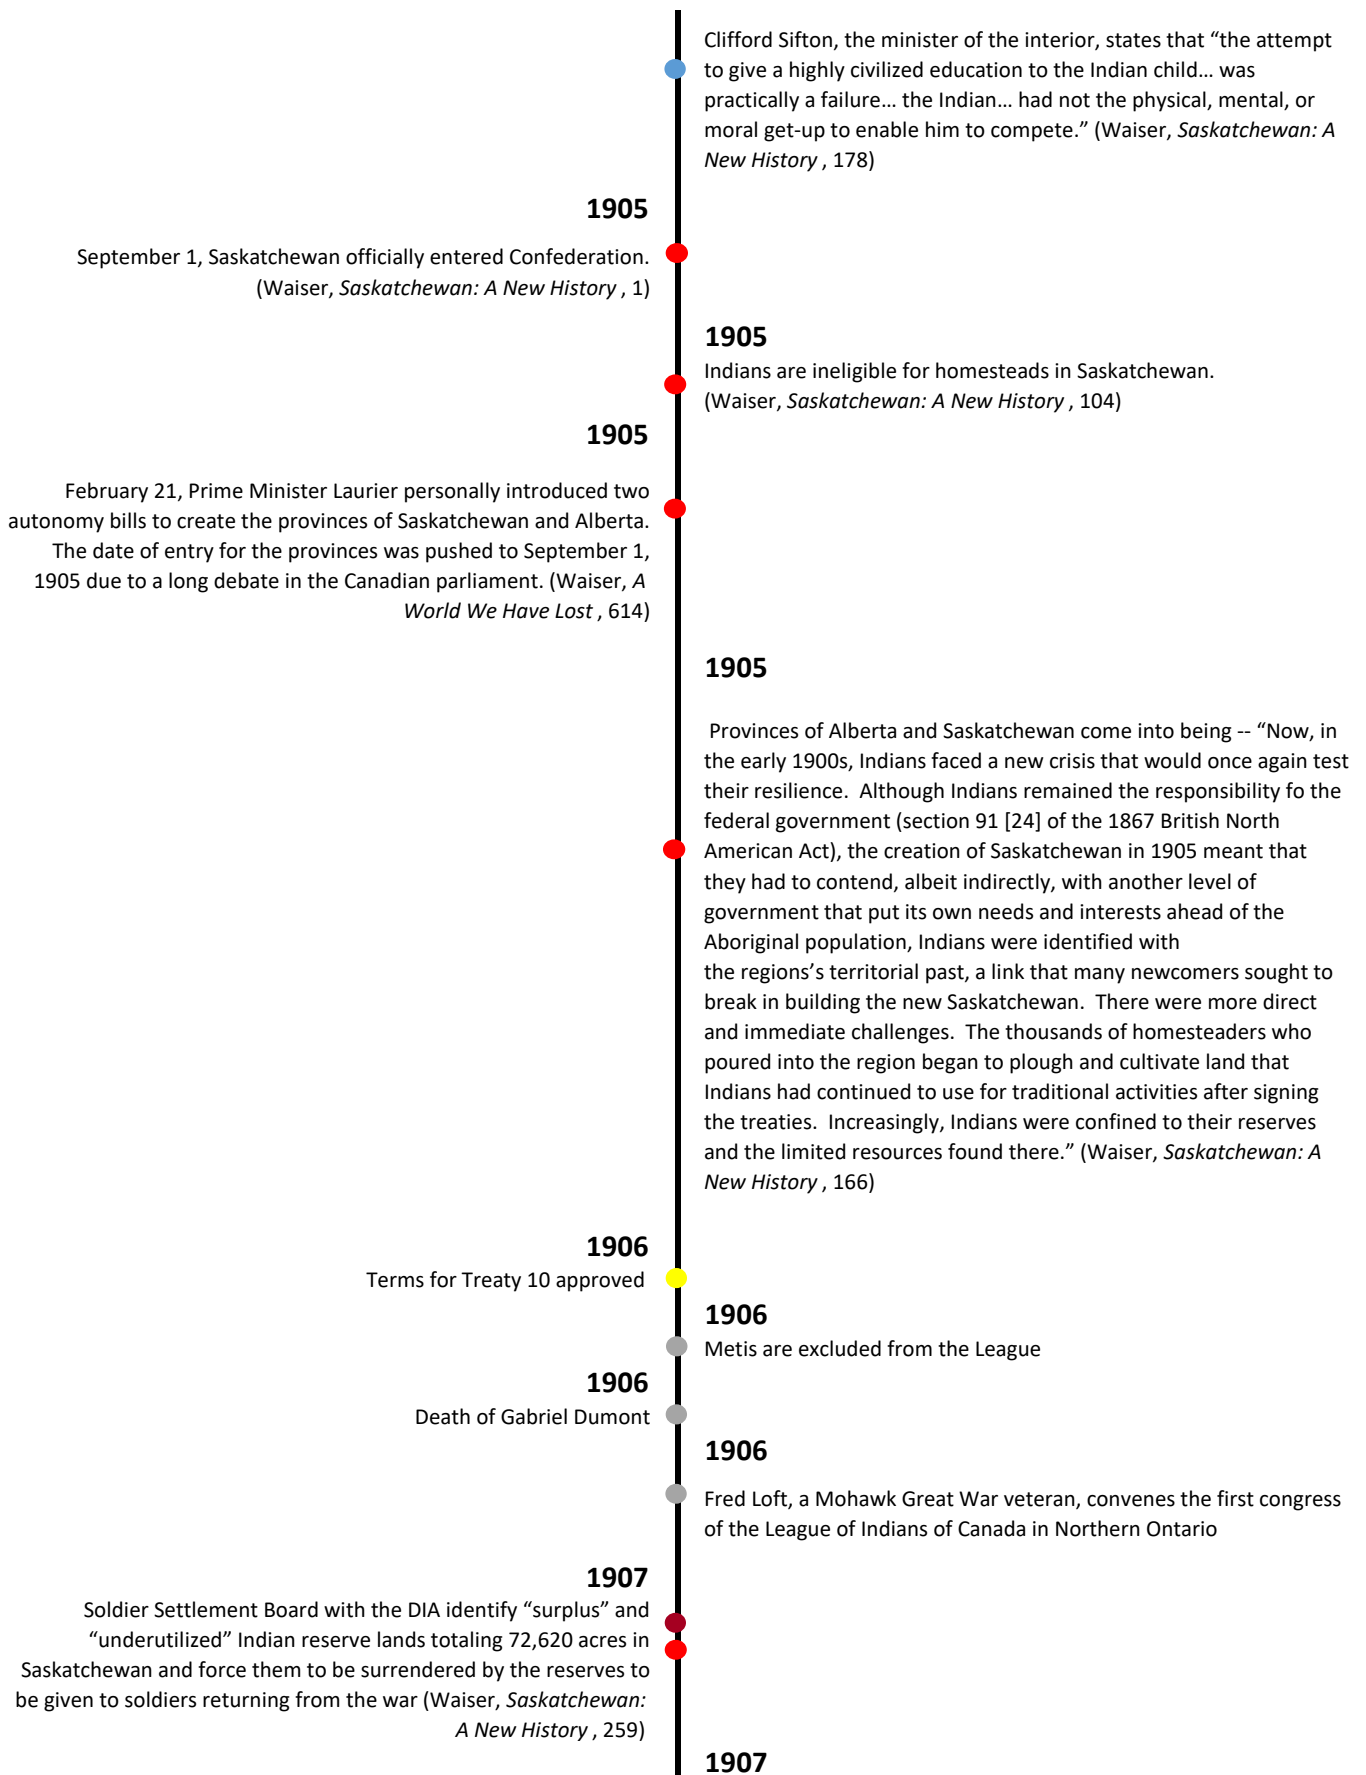 Clifford Sifton, the minister of the interior, states that “the attempt
to give a highly civilized education to the Indian child… was
practically a failure… the Indian… had not the physical, mental, or
moral get-up to enable him to compete.” (Waiser, Saskatchewan: A
New History , 178)
1905
September 1, Saskatchewan officially entered Confederation.
(Waiser, Saskatchewan: A New History , 1)
1905
Indians are ineligible for homesteads in Saskatchewan.
(Waiser, Saskatchewan: A New History , 104)
1905
February 21, Prime Minister Laurier personally introduced two
autonomy bills to create the provinces of Saskatchewan and Alberta.
The date of entry for the provinces was pushed to September 1,
1905 due to a long debate in the Canadian parliament. (Waiser, A
World We Have Lost , 614)
1905
Provinces of Alberta and Saskatchewan come into being -- “Now, in
the early 1900s, Indians faced a new crisis that would once again test
their resilience.  Although Indians remained the responsibility fo the
federal government (section 91 [24] of the 1867 British North
American Act), the creation of Saskatchewan in 1905 meant that
they had to contend, albeit indirectly, with another level of
government that put its own needs and interests ahead of the
Aboriginal population, Indians were identified with
the regions’s territorial past, a link that many newcomers sought to
break in building the new Saskatchewan.  There were more direct
and immediate challenges.  The thousands of homesteaders who
poured into the region began to plough and cultivate land that
Indians had continued to use for traditional activities after signing
the treaties.  Increasingly, Indians were confined to their reserves
and the limited resources found there.” (Waiser, Saskatchewan: A
New History , 166)
1906
Terms for Treaty 10 approved
1906
Metis are excluded from the League
1906
Death of Gabriel Dumont
1906
Fred Loft, a Mohawk Great War veteran, convenes the first congress
of the League of Indians of Canada in Northern Ontario
1907
Soldier Settlement Board with the DIA identify “surplus” and
“underutilized” Indian reserve lands totaling 72,620 acres in
Saskatchewan and force them to be surrendered by the reserves to
be given to soldiers returning from the war (Waiser, Saskatchewan:
A New History , 259)
1907